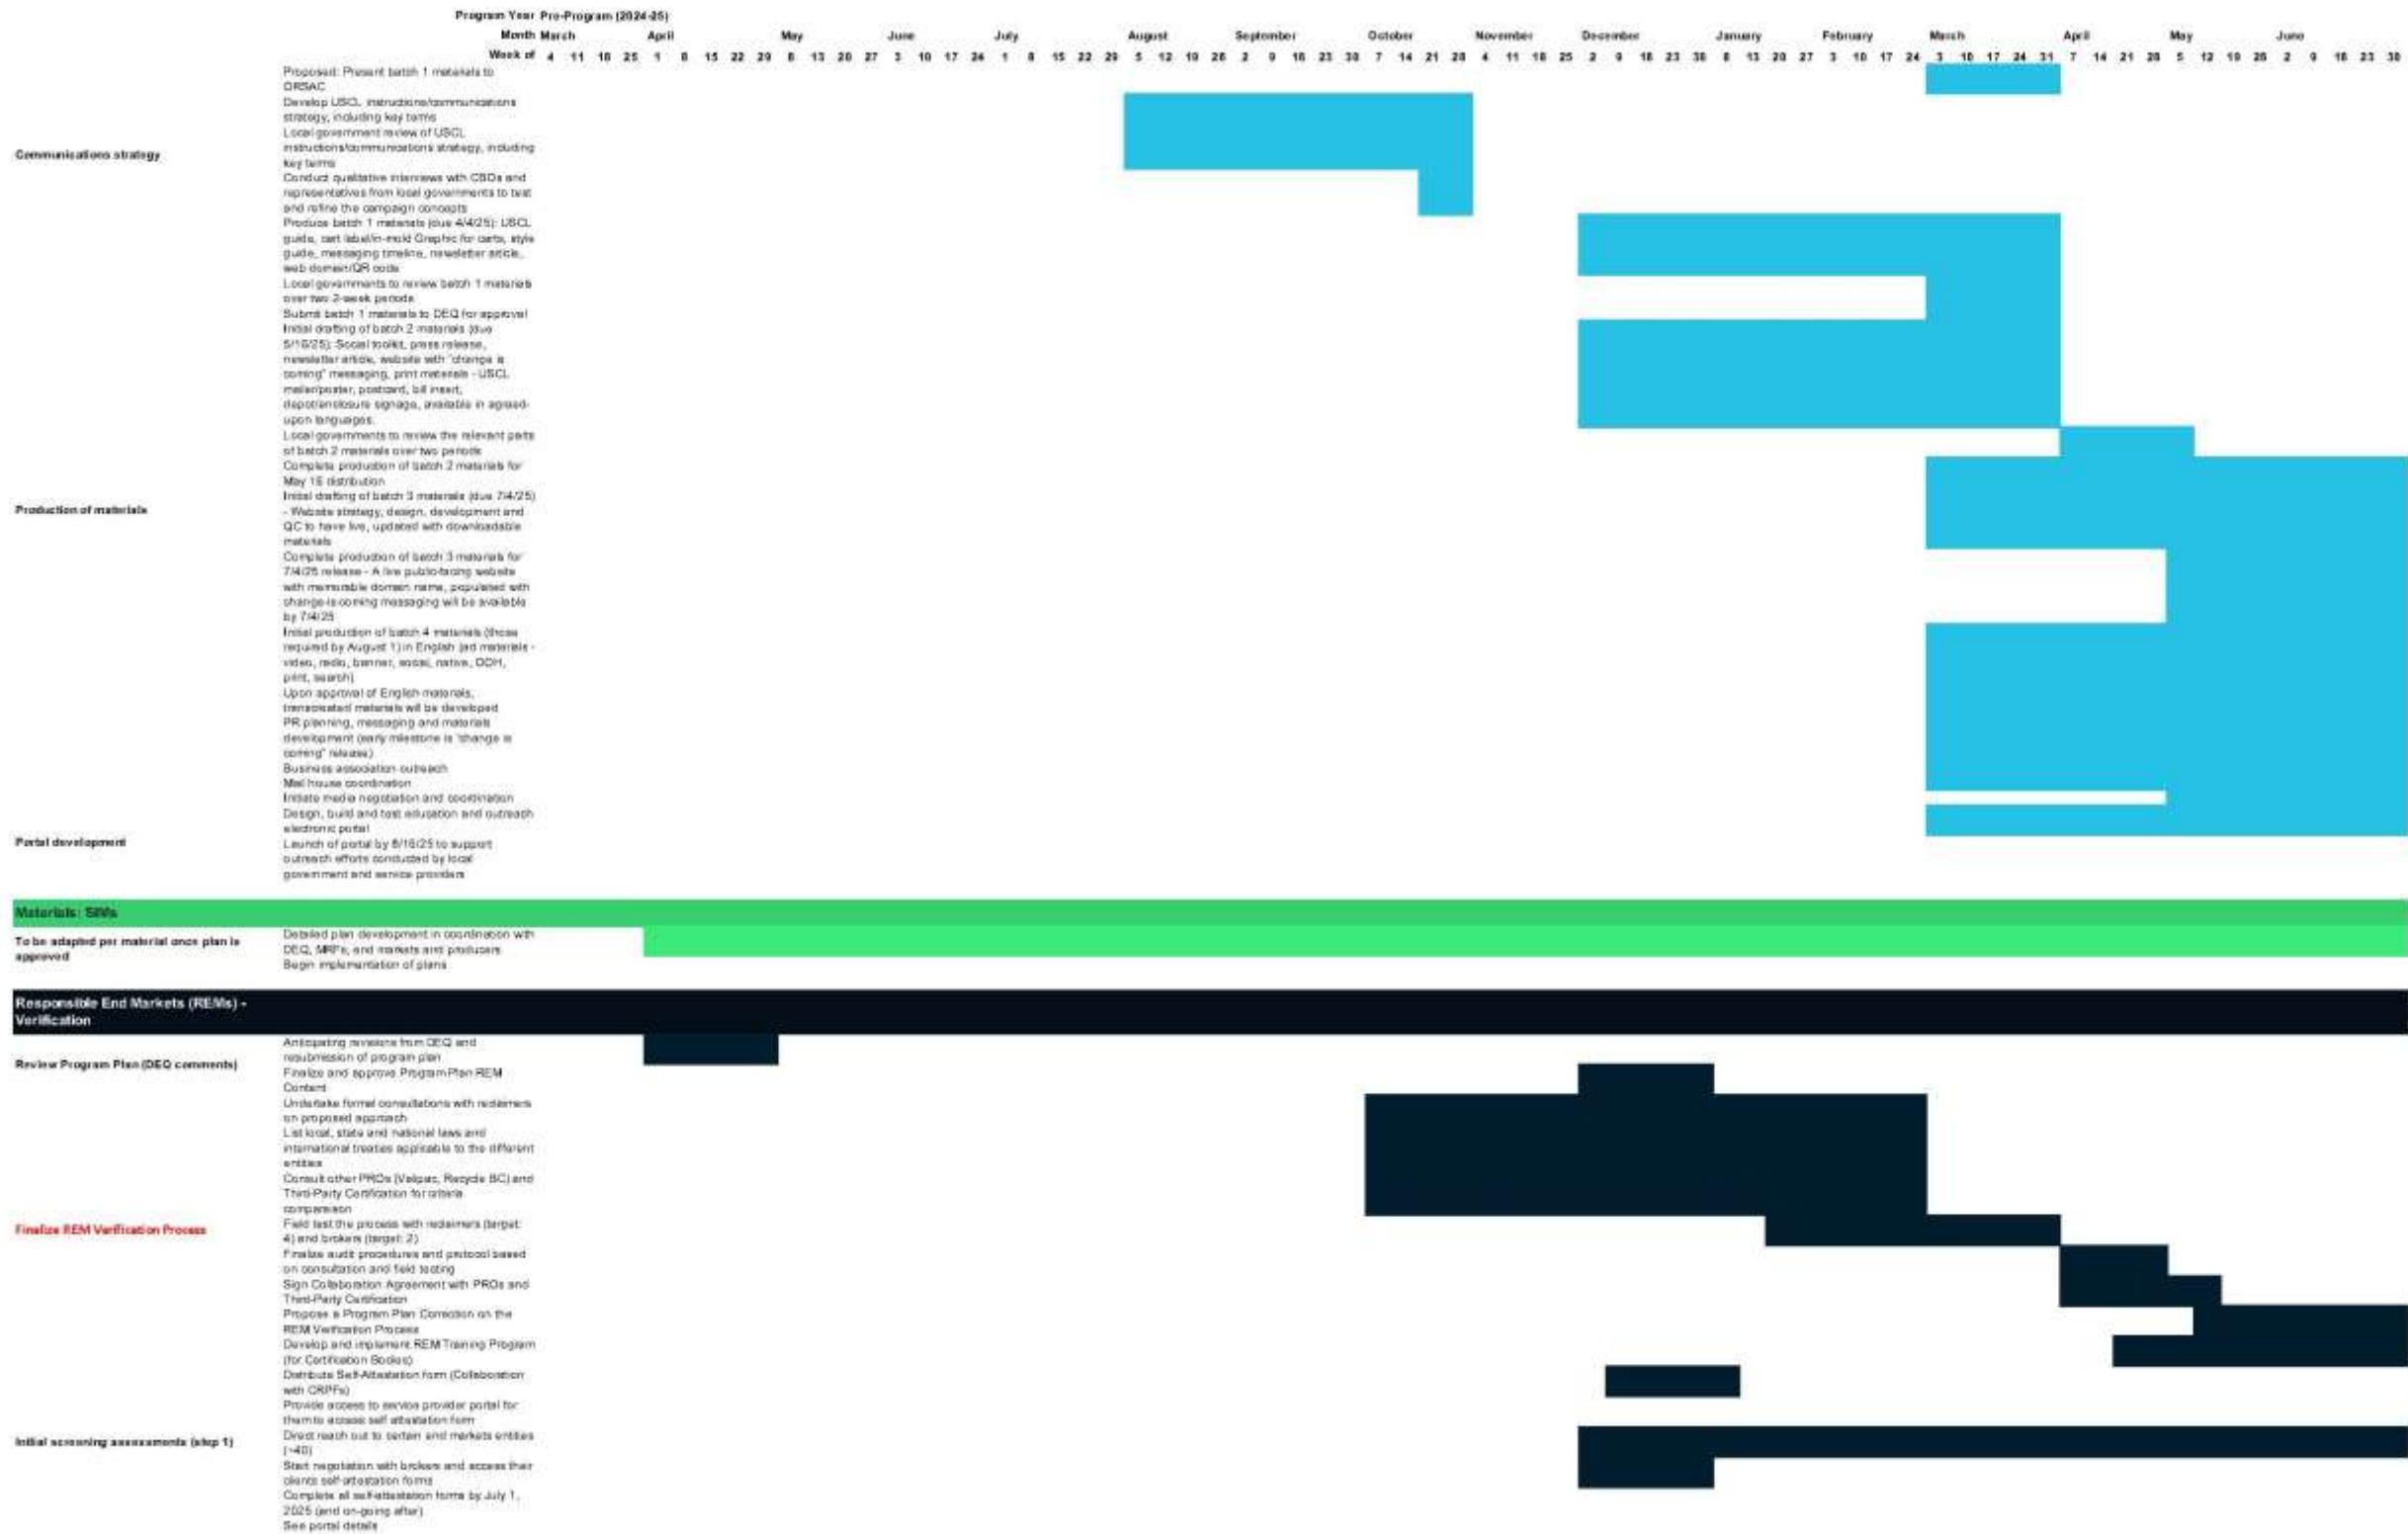 Program Year Pre-Program (2024-25)
Month March April May June July August September October November December January February March April May June
Week of 4 11 18 25 1 8 15 22 29 6 13 20 27 3 10 17 24 1 8 15 22 29 5 12 19 26 2 9 16 23 30 7 14 21 28 4 11 18 25 2 9 16 23 30 6 13 20 27 3 10 17 24 3 10 17 24 31 7 14 21 28 5 12 19 26 2 9 16 23 30
Proposed: Present batch 1 materials to
ORSAC
Communications strategy
Develop USCL instructions/communications
strategy, including key terms
Local government review of USCL
instructions/communications strategy, including
key terms
Conduct qualitative interviews with CBOs and
representatives from local governments to test
and refine the campaign concepts
Production of materials
Produce batch 1 materials (due 4/4/25): USCL
guide, cart label/in-mold Graphic for carts, style
guide, messaging timeline, newsletter article,
web domain/QR code
Local governments to review batch 1 materials
over two 2-week periods
Submit batch 1 materials to DEQ for approval
Initial drafting of batch 2 materials (due
5/16/25): Social toolkit, press release,
newsletter article, website with "change is
coming" messaging, print materials - USCL
mailer/poster, postcard, bill insert,
depot/enclosure signage, available in agreed-
upon languages.
Local governments to review the relevant parts
of batch 2 materials over two periods
Complete production of batch 2 materials for
May 16 distribution
Initial drafting of batch 3 materials (due 7/4/25)
- Website strategy, design, development and
QC to have live, updated with downloadable
materials
Complete production of batch 3 materials for
7/4/25 release - A live public-facing website
with memorable domain name, populated with
change-is-coming messaging will be available
by 7/4/25
Initial production of batch 4 materials (those
required by August 1) in English (ad materials -
video, radio, banner, social, native, OOH,
print, search)
Upon approval of English materials,
transcreated materials will be developed
PR planning, messaging and materials
development (early milestone is "change is
coming" release)
Business association outreach
Mail house coordination
Initiate media negotiation and coordination
Portal development
Design, build and test education and outreach
electronic portal
Launch of portal by 8/16/25 to support
outreach efforts conducted by local
government and service providers
Materials: SIMs
To be adapted per material once plan is
approved
Detailed plan development in coordination with
DEQ, MRFs, and markets and producers
Begin implementation of plans
Responsible End Markets (REMs) -
Verification
Review Program Plan (DEQ comments)
Anticipating revisions from DEQ and
resubmission of program plan
Finalize and approve Program Plan REM
Content
Finalize REM Verification Process
Undertake formal consultations with reclaimers
on proposed approach
List local, state and national laws and
international treaties applicable to the different
entities
Consult other PROs (Valipac, Recycle BC) and
Third-Party Certification for criteria
comparaison
Field test the process with reclaimers (target:
4) and brokers (target: 2)
Finalize audit procedures and protocol based
on consultation and field testing
Sign Collaboration Agreement with PROs and
Third-Party Certification
Propose a Program Plan Correction on the
REM Verification Process
Develop and implement REM Training Program
(for Certification Bodies)
Initial screening assessments (step 1)
Distribute Self-Attestation form (Collaboration
with CRPFs)
Provide access to service provider portal for
them to access self attestation form
Direct reach out to certain end markets entities
(~40)
Start negotiation with brokers and access their
clients self-attestation forms
Complete all self-attestation forms by July 1,
2025 (and on-going after)
See portal details